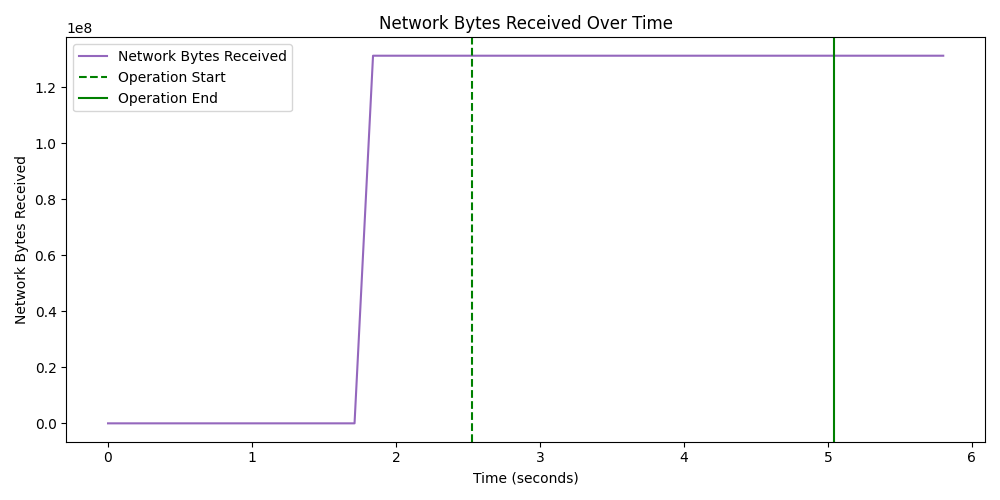 Network Bytes Received Over Time
1e8
Network Bytes Received
Operation Start
Operation End
1.2
1.0
0.8
0.6
0.4
0.2
0.0
Network Bytes Received
0 1 2 3 4 5 6
Time (seconds)